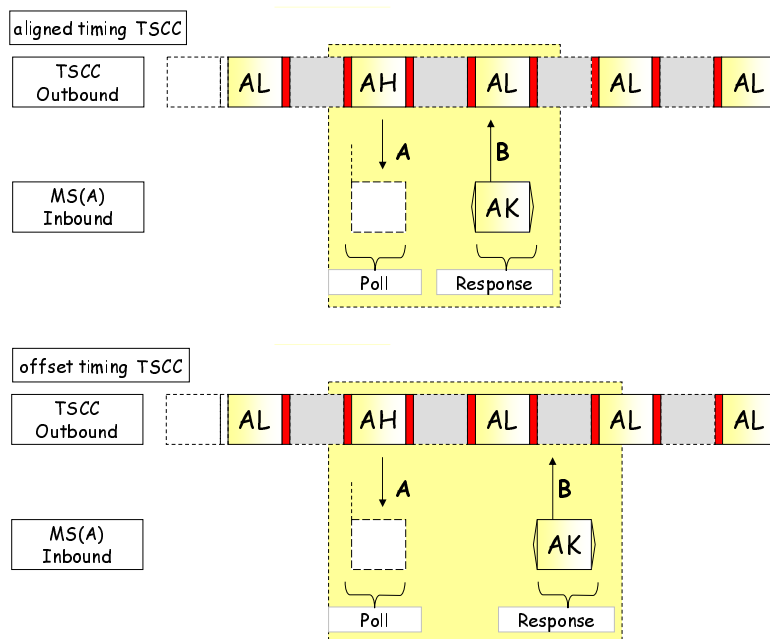 aligned timing TSCC
TSCC
Outbound
AL
AH
AL
AL
AL
A
B
MS(A)
Inbound
AK
Poll
Response
offset timing TSCC
TSCC
Outbound
AL
AH
AL
AL
AL
A
B
MS(A)
Inbound
AK
Poll
Response